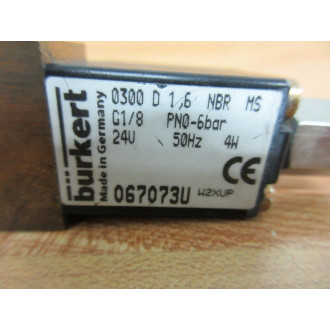 bürkert
Made in Germany
0300 D 1,6 NBR MS
G1/8 PN0-6bar
24V 50Hz 4W
CE
067073U W2XUP